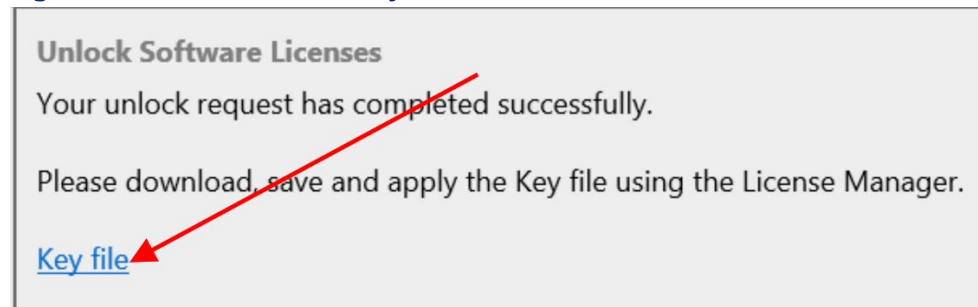 Unlock Software Licenses
Your unlock request has completed successfully.
Please download, save and apply the Key file using the License Manager.
Key file